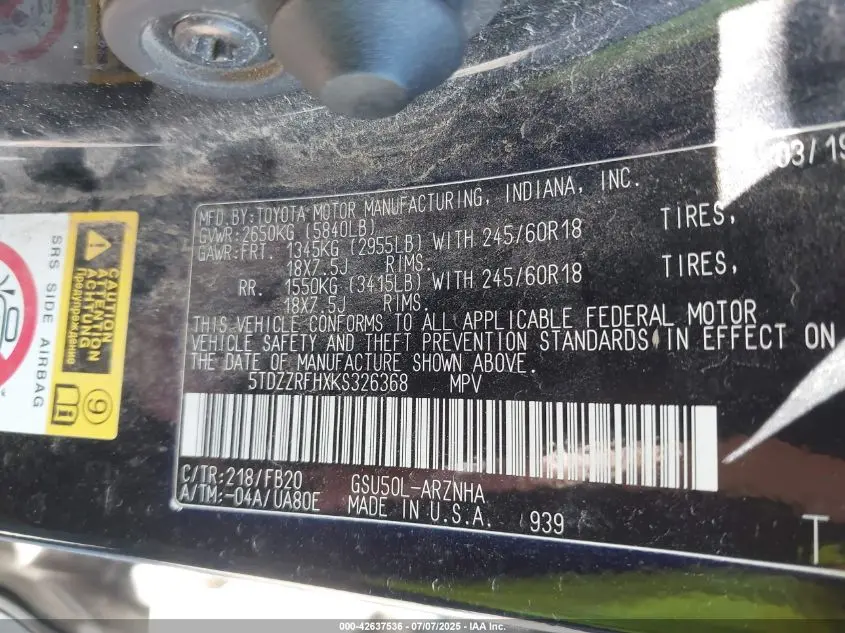 03/19
MFD BY:TOYOTA MOTOR MANUFACTURING, INDIANA, INC.
GVWR:2650KG (5840LB)
GAWR:FRT. 1345KG (2955LB) WITH 245/60R18 TIRES,
18X7.5J RIMS.
RR. 1550KG (3415LB) WITH 245/60R18 TIRES,
18X7.5J RIMS.
THIS VEHICLE CONFORMS TO ALL APPLICABLE FEDERAL MOTOR
VEHICLE SAFETY AND THEFT PREVENTION STANDARDS IN EFFECT ON
THE DATE OF MANUFACTURE SHOWN ABOVE.
5TDZZRFHXKS326368 MPV
C/TR:218/FB20 GSU50L-ARZNHA
A/TM:-04A/UA80E MADE IN U.S.A. 939
SRS SIDE AIRBAG
CAUTION
ATTENTION
ACHTUNG
Предупреждение
9
000-42637536 - 07/07/2025 - IAA Inc.